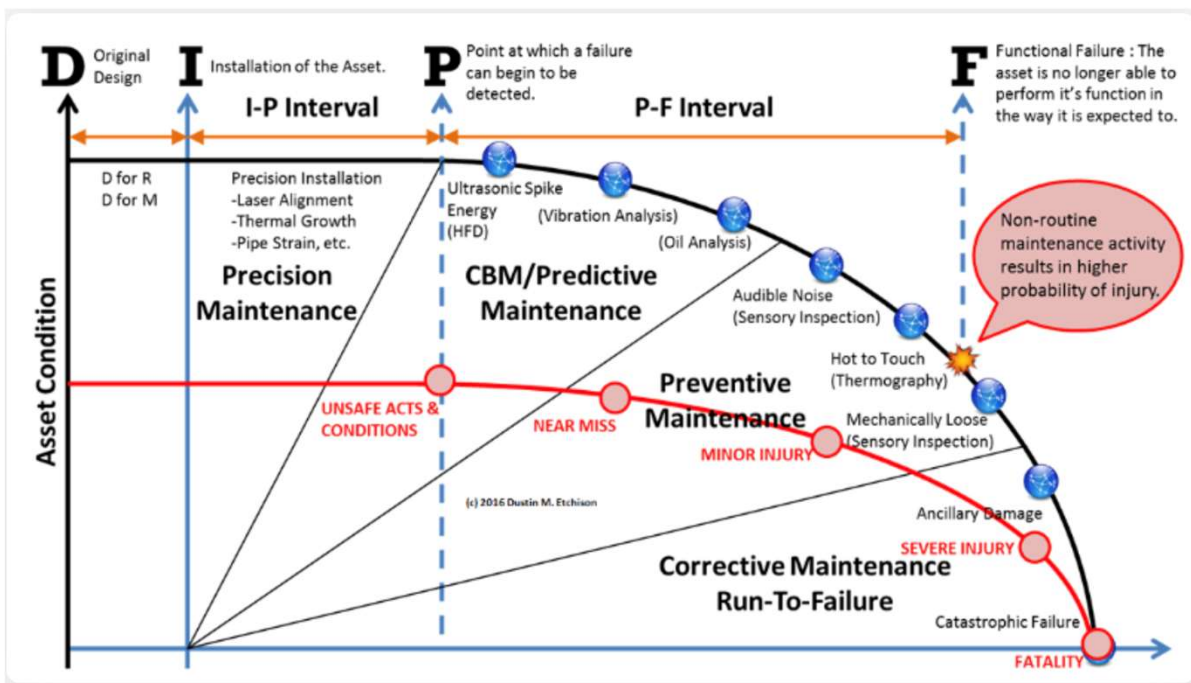 D
Original
Design
I
Installation of the Asset.
P
Point at which a failure
can begin to be
detected.
F
Functional Failure : The
asset is no longer able to
perform it's function in
the way it is expected to.
I-P Interval
P-F Interval
D for R
D for M
Precision Installation
-Laser Alignment
-Thermal Growth
-Pipe Strain, etc.
Precision
Maintenance
Ultrasonic Spike
Energy
(HFD)
(Vibration Analysis)
(Oil Analysis)
CBM/Predictive
Maintenance
Audible Noise
(Sensory Inspection)
Non-routine
maintenance activity
results in higher
probability of injury.
Hot to Touch
(Thermography)
Preventive
Maintenance
Mechanically Loose
(Sensory Inspection)
Asset Condition
UNSAFE ACTS &
CONDITIONS
NEAR MISS
MINOR INJURY
(c) 2016 Dustin M. Etchison
Ancillary Damage
SEVERE INJURY
Corrective Maintenance
Run-To-Failure
Catastrophic Failure
FATALITY